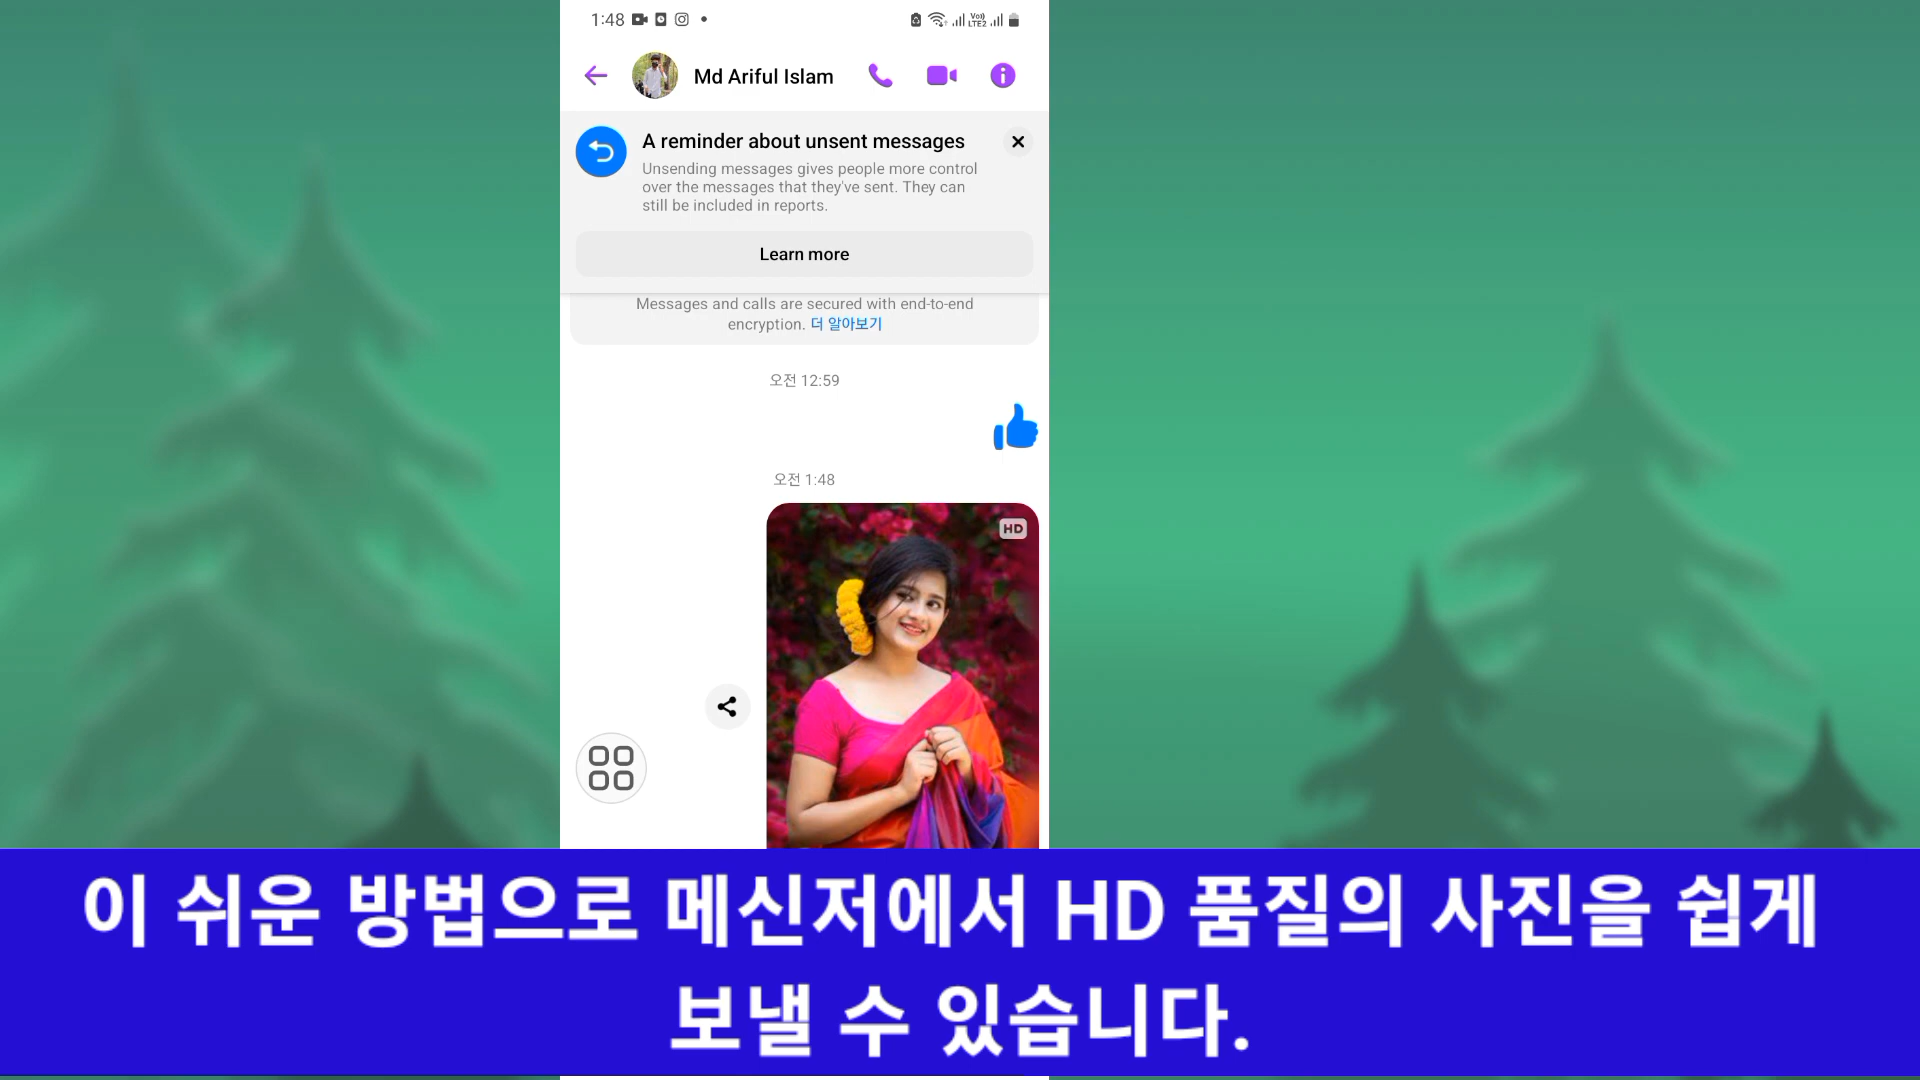 1:48
Vo)) LTE2
Md Ariful Islam
A reminder about unsent messages
Unsending messages gives people more control
over the messages that they've sent. They can
still be included in reports.
Learn more
Messages and calls are secured with end-to-end
encryption. 더 알아보기
오전 12:59
오전 1:48
HD
이 쉬운 방법으로 메신저에서 HD 품질의 사진을 쉽게
보낼 수 있습니다.